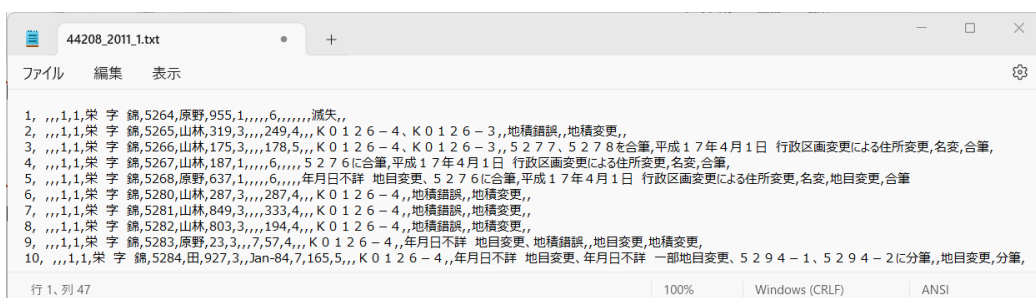 44208_2011_1.txt
ファイル 編集 表示
1, ,,,1,1,栄 字 錦,5264,原野,955,1,,,,,6,,,,,,,滅失,,
2, ,,,1,1,栄 字 錦,5265,山林,319,3,,,,249,4,,,Ｋ０１２６－４、Ｋ０１２６－３,,地積錯誤,,地積変更,,
3, ,,,1,1,栄 字 錦,5266,山林,175,3,,,,178,5,,,Ｋ０１２６－４、Ｋ０１２６－３,,５２７７、５２７８を合筆,平成１７年４月１日 行政区画変更による住所変更,名変,合筆,
4, ,,,1,1,栄 字 錦,5267,山林,187,1,,,,,6,,,,,５２７６に合筆,平成１７年４月１日 行政区画変更による住所変更,名変,合筆,
5, ,,,1,1,栄 字 錦,5268,原野,637,1,,,,,6,,,,,年月日不詳 地目変更、５２７６に合筆,平成１７年４月１日 行政区画変更による住所変更,名変,地目変更,合筆
6, ,,,1,1,栄 字 錦,5280,山林,287,3,,,,287,4,,,Ｋ０１２６－４,,地積錯誤,,地積変更,,
7, ,,,1,1,栄 字 錦,5281,山林,849,3,,,,333,4,,,Ｋ０１２６－４,,地積錯誤,,地積変更,,
8, ,,,1,1,栄 字 錦,5282,山林,803,3,,,,194,4,,,Ｋ０１２６－４,,地積錯誤,,地積変更,,
9, ,,,1,1,栄 字 錦,5283,原野,23,3,,,7,57,4,,,Ｋ０１２６－４,,年月日不詳 地目変更、地積錯誤,,地目変更,地積変更,
10, ,,,1,1,栄 字 錦,5284,田,927,3,,Jan-84,7,165,5,,,Ｋ０１２６－４,,年月日不詳 地目変更、年月日不詳 一部地目変更、５２９４－１、５２９４－２に分筆,,地目変更,分筆,
行 1、列 47 100% Windows (CRLF) ANSI